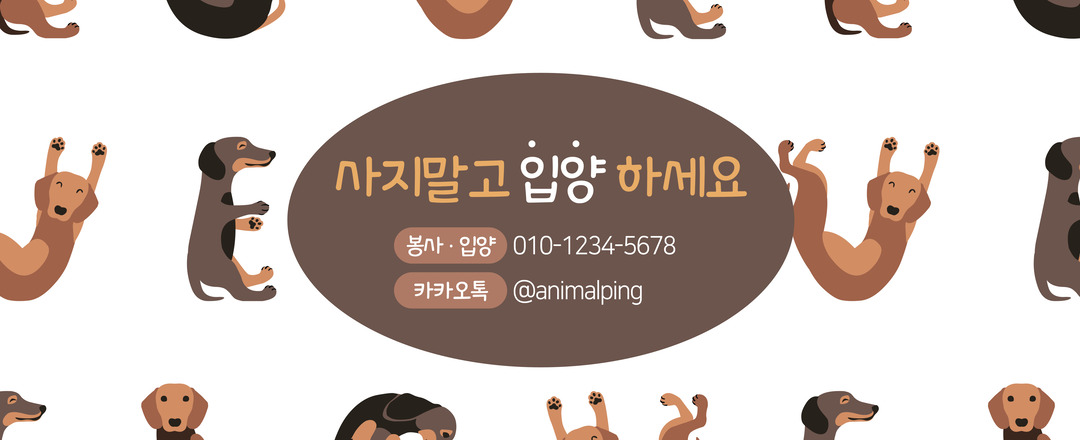 사지말고 입양 하세요
봉사 · 입양 010-1234-5678
카카오톡 @animalping